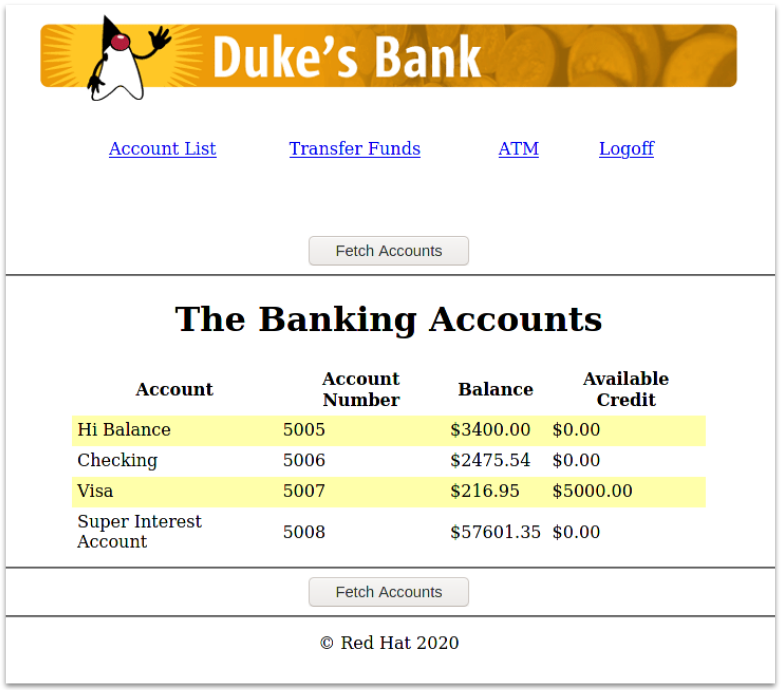 Duke's Bank
Account List Transfer Funds ATM Logoff
Fetch Accounts
The Banking Accounts
Account Account Number Balance Available Credit
Hi Balance 5005 $3400.00 $0.00
Checking 5006 $2475.54 $0.00
Visa 5007 $216.95 $5000.00
Super Interest Account 5008 $57601.35 $0.00
Fetch Accounts
© Red Hat 2020